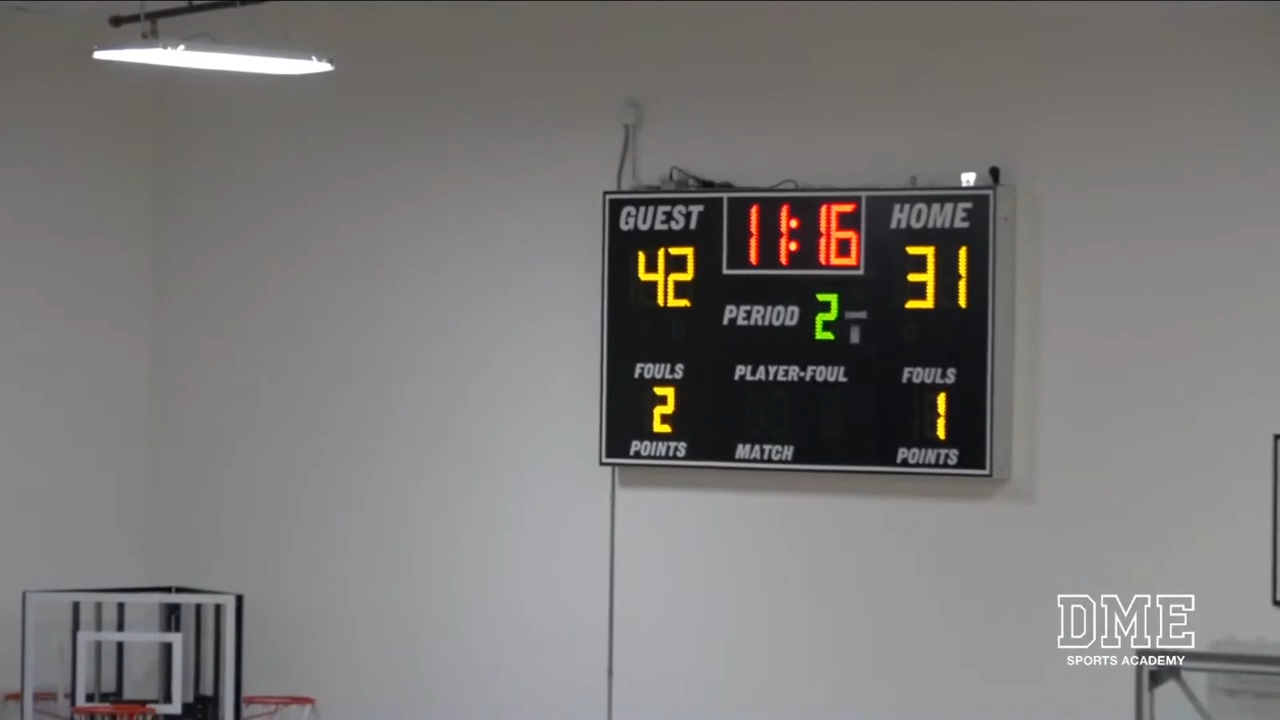 GUEST 11:16 HOME
42 31
PERIOD 2
FOULS PLAYER-FOUL FOULS
2 1
POINTS MATCH POINTS
DME
SPORTS ACADEMY